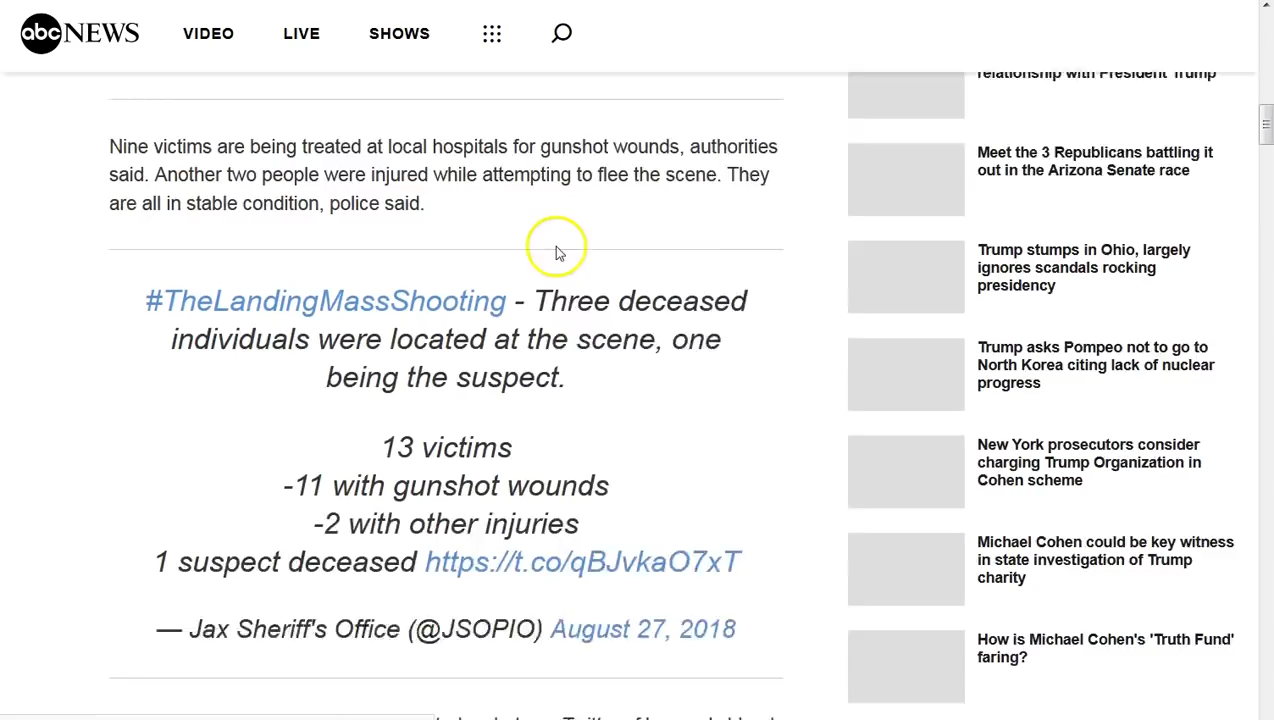 abc NEWS VIDEO LIVE SHOWS
relationship with President Trump
Nine victims are being treated at local hospitals for gunshot wounds, authorities
said. Another two people were injured while attempting to flee the scene. They
are all in stable condition, police said.
#TheLandingMassShooting - Three deceased
individuals were located at the scene, one
being the suspect.
13 victims
-11 with gunshot wounds
-2 with other injuries
1 suspect deceased https://t.co/qBJvkaO7xT
— Jax Sheriff's Office (@JSOPIO) August 27, 2018
Meet the 3 Republicans battling it
out in the Arizona Senate race
Trump stumps in Ohio, largely
ignores scandals rocking
presidency
Trump asks Pompeo not to go to
North Korea citing lack of nuclear
progress
New York prosecutors consider
charging Trump Organization in
Cohen scheme
Michael Cohen could be key witness
in state investigation of Trump
charity
How is Michael Cohen's 'Truth Fund'
faring?